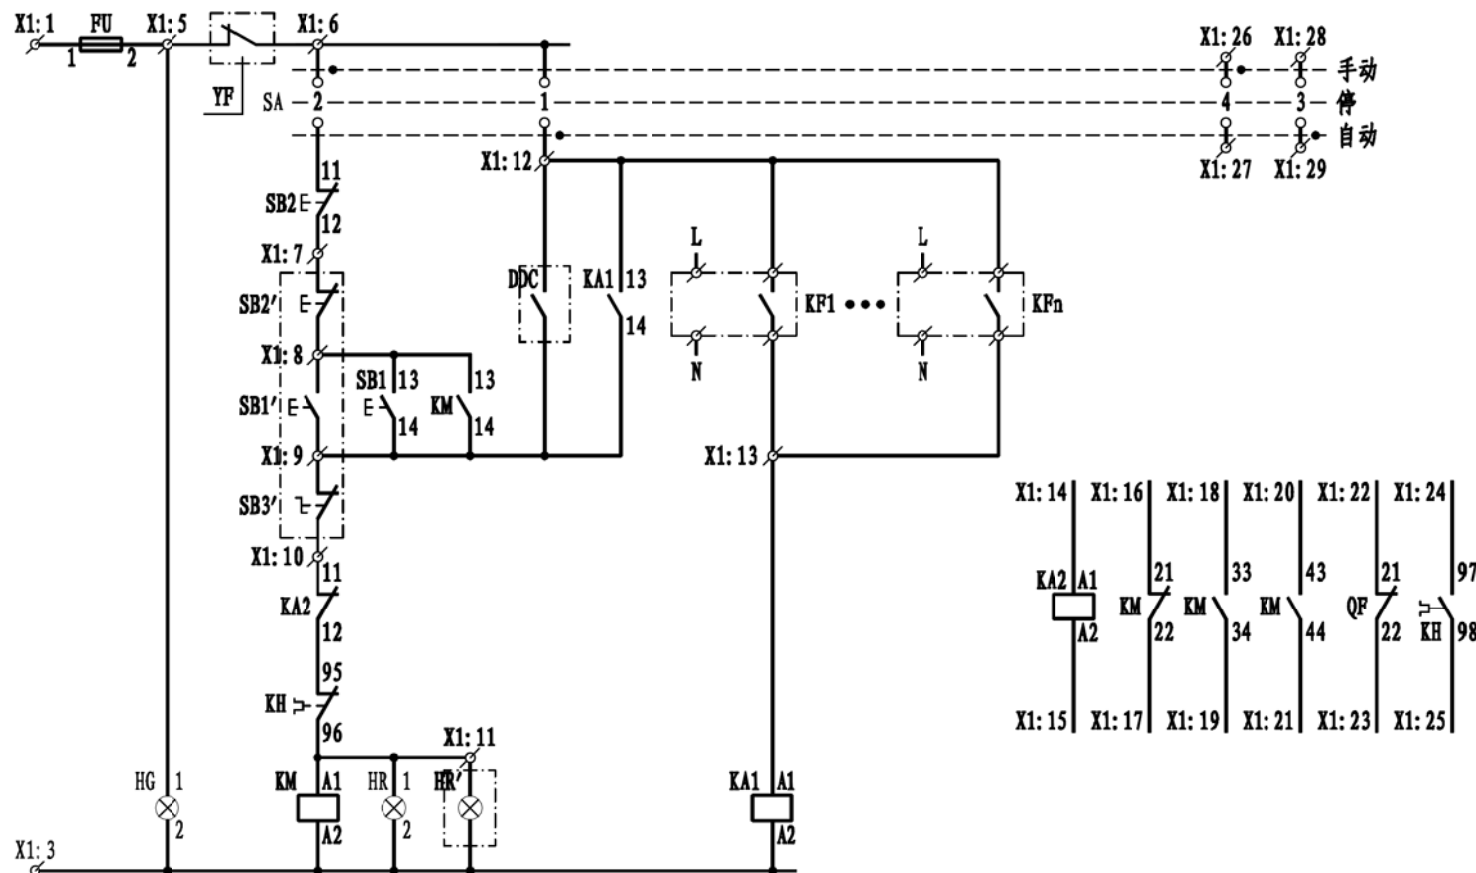 X1:1 FU X1:5 X1:6 X1:26 X1:28
1 2
手动
YF SA 2 1 4 3 停
自动
X1:12 X1:27 X1:29
11
SB2
12
L L
X1:7
DDC KA1 13
SB2′ KF1 KFn
14
X1:8 N N
SB1 13 13
SB1′ KM
14 14
X1:9 X1:13
X1:14 X1:16 X1:18 X1:20 X1:22 X1:24
SB3′
X1:10
11 KA2 A1 21 33 43 21 97
KA2 KM KM KM QF KH
12 A2 22 34 44 22 98
95
KH
96
X1:15 X1:17 X1:19 X1:21 X1:23 X1:25
X1:11
HG 1 KM A1 HR 1 HR′ KA1 A1
2 A2 2 A2
X1:3